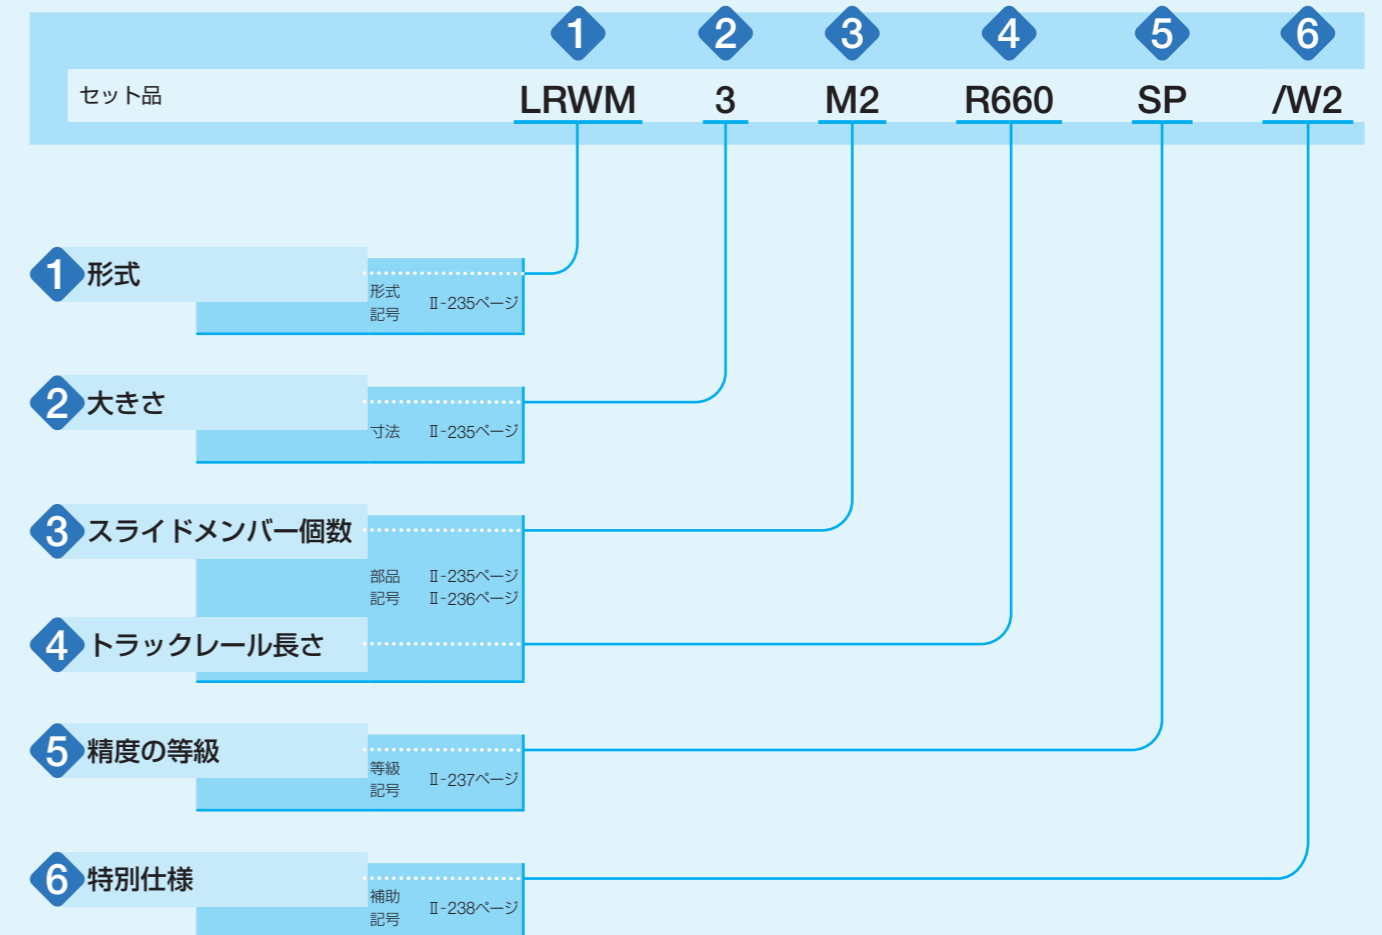 1 2 3 4 5 6
セット品 LRWM 3 M2 R660 SP /W2
1 形式
形式 Ⅱ-235ページ
記号
2 大きさ
寸法 Ⅱ-235ページ
3 スライドメンバー個数
部品 Ⅱ-235ページ
記号 Ⅱ-236ページ
4 トラックレール長さ
5 精度の等級
等級 Ⅱ-237ページ
記号
6 特別仕様
補助 Ⅱ-238ページ
記号